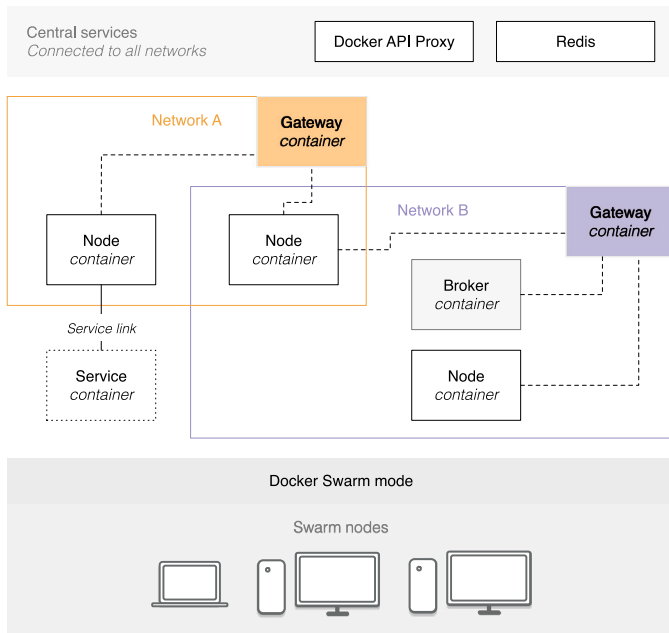 Central services
Connected to all networks
Docker API Proxy
Redis
Network A
Gateway
container
Network B
Gateway
container
Node
container
Node
container
Broker
container
Service link
Service
container
Node
container
Docker Swarm mode
Swarm nodes